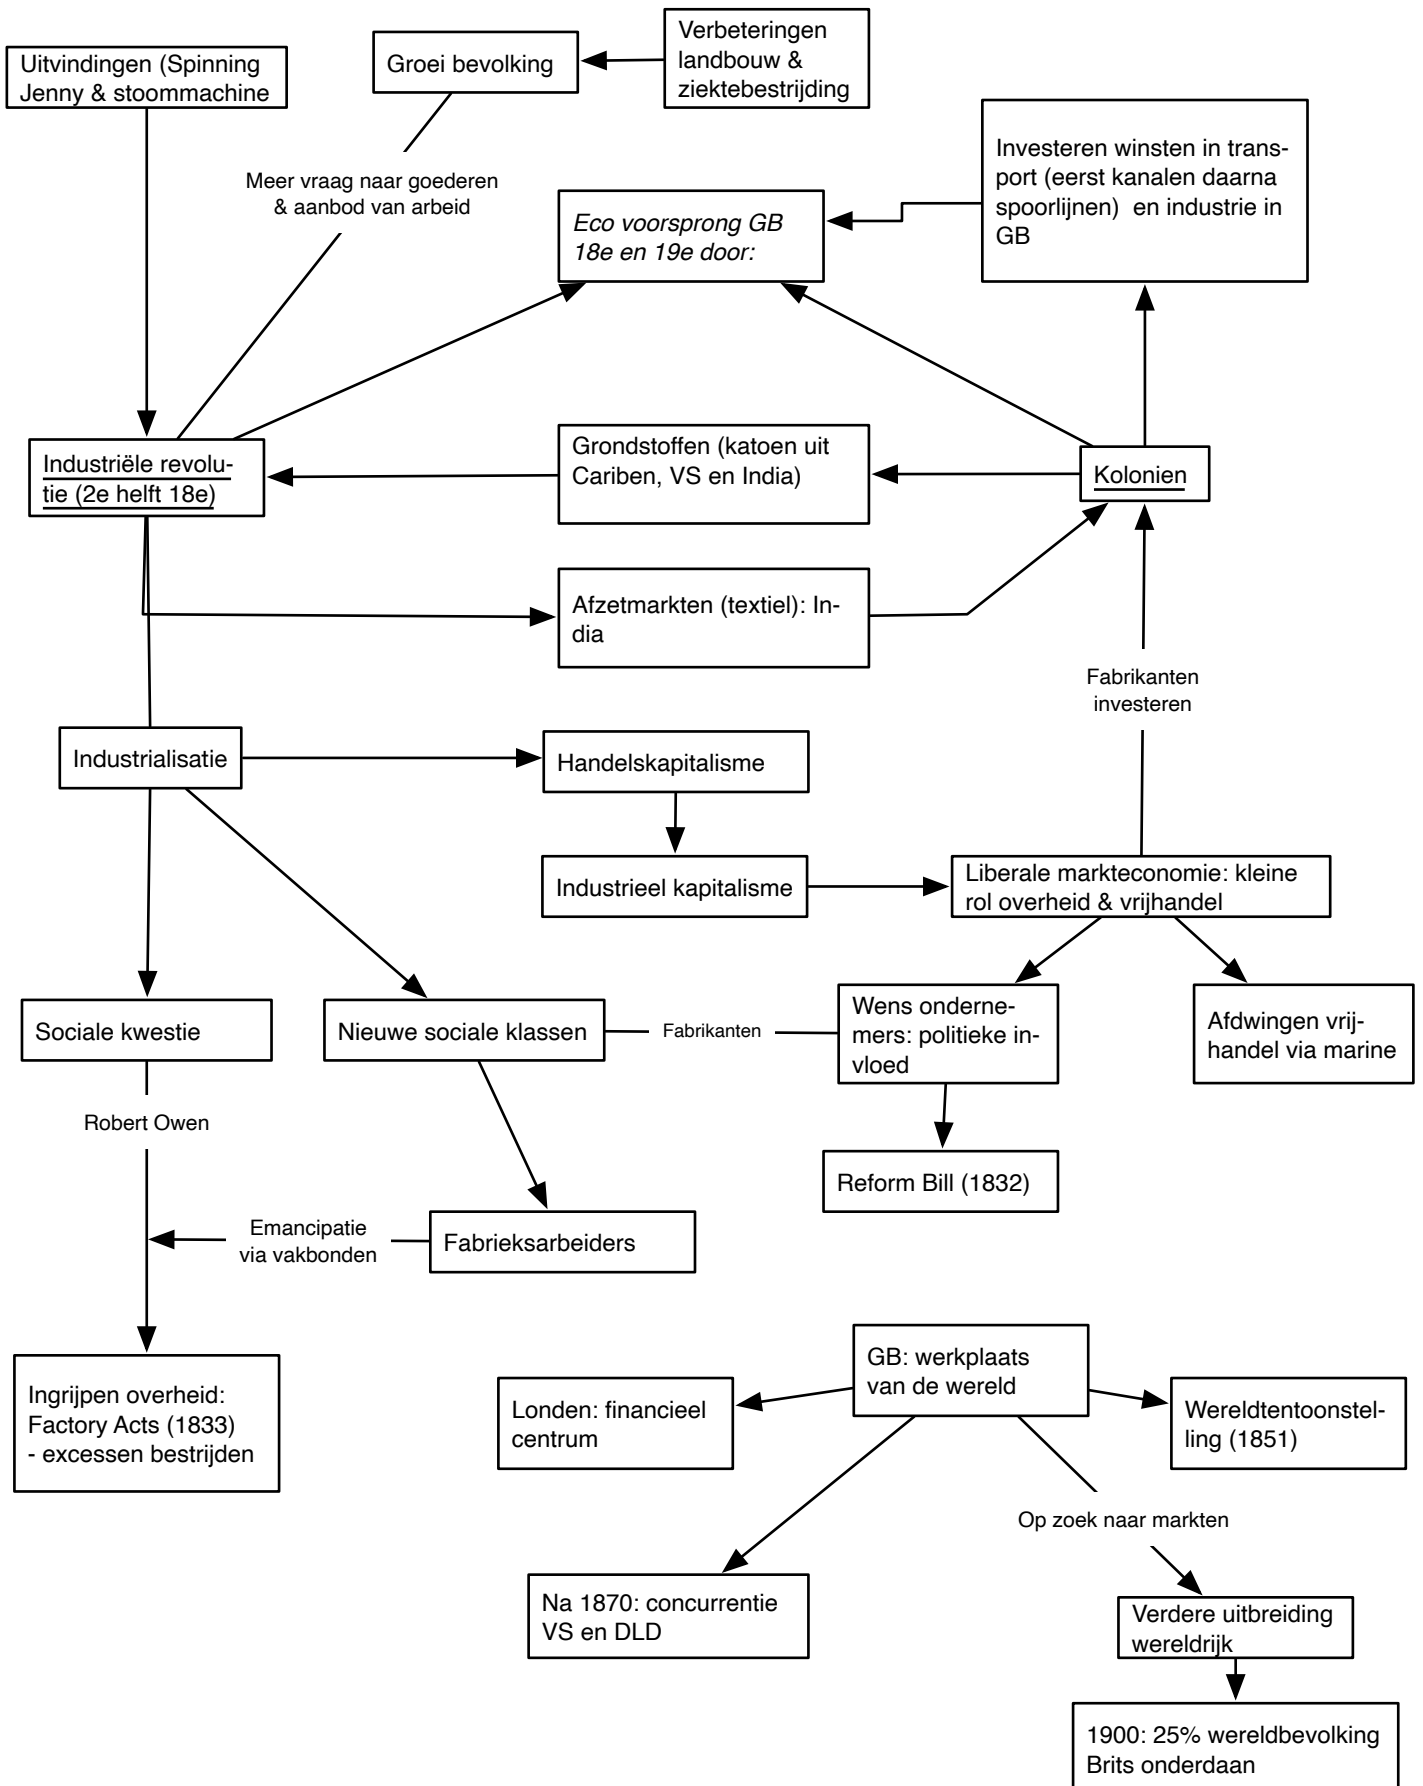 Uitvindingen (Spinning
Jenny & stoommachine
Groei bevolking
Verbeteringen
landbouw &
ziektebestrijding
Meer vraag naar goederen
& aanbod van arbeid
Eco voorsprong GB
18e en 19e door:
Investeren winsten in trans-
port (eerst kanalen daarna
spoorlijnen)  en industrie in
GB
Industriële revolu-
tie (2e helft 18e)
Grondstoffen (katoen uit
Cariben, VS en India)
Kolonien
Afzetmarkten (textiel): In-
dia
Fabrikanten
investeren
Industrialisatie
Handelskapitalisme
Industrieel kapitalisme
Liberale markteconomie: kleine
rol overheid & vrijhandel
Sociale kwestie
Nieuwe sociale klassen
Fabrikanten
Wens onderne-
mers: politieke in-
vloed
Afdwingen vrij-
handel via marine
Robert Owen
Reform Bill (1832)
Emancipatie
via vakbonden
Fabrieksarbeiders
Ingrijpen overheid:
Factory Acts (1833)
- excessen bestrijden
GB: werkplaats
van de wereld
Londen: financieel
centrum
Wereldtentoonstel-
ling (1851)
Op zoek naar markten
Na 1870: concurrentie
VS en DLD
Verdere uitbreiding
wereldrijk
1900: 25% wereldbevolking
Brits onderdaan